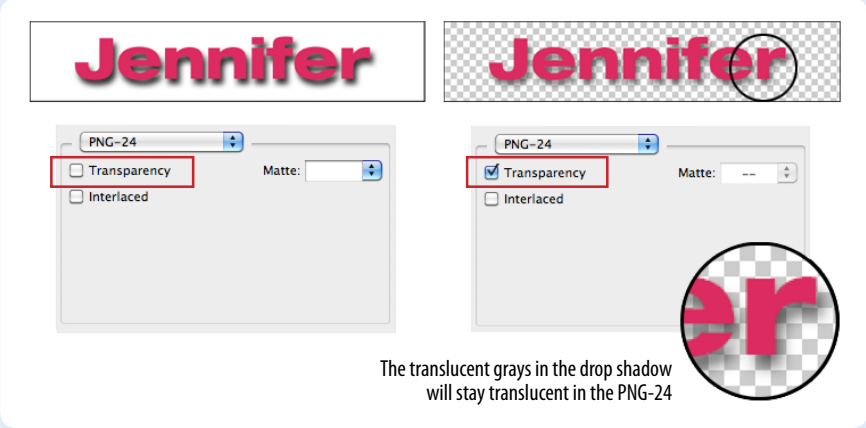 Jennifer
Jennifer
PNG-24
Transparency
Matte:
Interlaced
PNG-24
Transparency
Matte: --
Interlaced
er
The translucent grays in the drop shadow
will stay translucent in the PNG-24